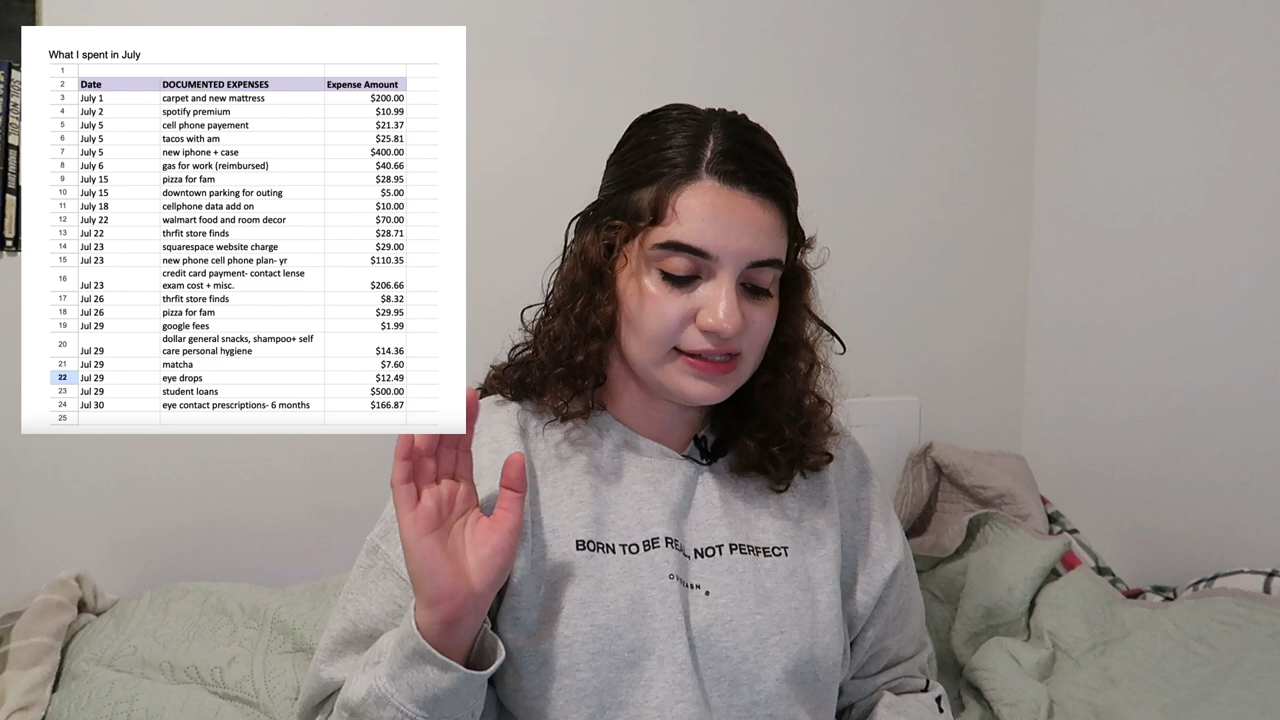 What I spent in July
1
2 Date DOCUMENTED EXPENSES Expense Amount
3 July 1 carpet and new mattress $200.00
4 July 2 spotify premium $10.99
5 July 5 cell phone payement $21.37
6 July 5 tacos with am $25.81
7 July 5 new iphone + case $400.00
8 July 6 gas for work (reimbursed) $40.66
9 July 15 pizza for fam $28.95
10 July 15 downtown parking for outing $5.00
11 July 18 cellphone data add on $10.00
12 July 22 walmart food and room decor $70.00
13 Jul 22 thrfit store finds $28.71
14 Jul 23 squarespace website charge $29.00
15 Jul 23 new phone cell phone plan- yr $110.35
credit card payment- contact lense
16 Jul 23 exam cost + misc. $206.66
17 Jul 26 thrfit store finds $8.32
18 Jul 26 pizza for fam $29.95
19 Jul 29 google fees $1.99
dollar general snacks, shampoo+ self
20 Jul 29 care personal hygiene $14.36
21 Jul 29 matcha $7.60
22 Jul 29 eye drops $12.49
23 Jul 29 student loans $500.00
24 Jul 30 eye contact prescriptions- 6 months $166.87
25
BORN TO BE REAL, NOT PERFECT